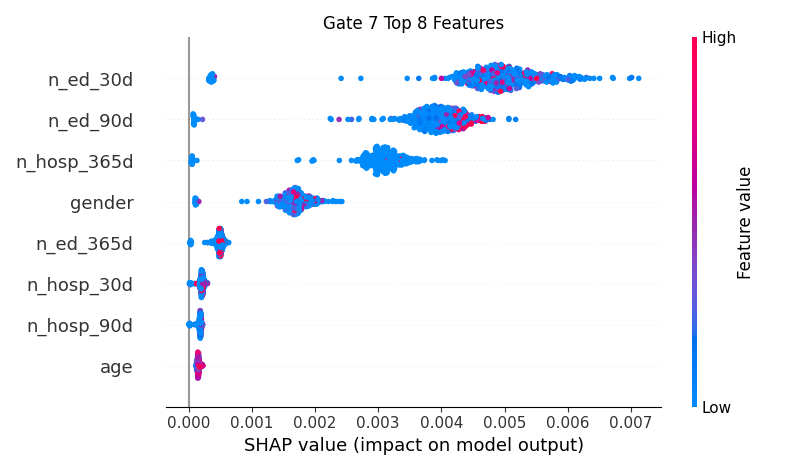 Gate 7 Top 8 Features
High
n_ed_30d
n_ed_90d
n_hosp_365d
gender
n_ed_365d
n_hosp_30d
n_hosp_90d
age
Feature value
Low
0.000 0.001 0.002 0.003 0.004 0.005 0.006 0.007
SHAP value (impact on model output)